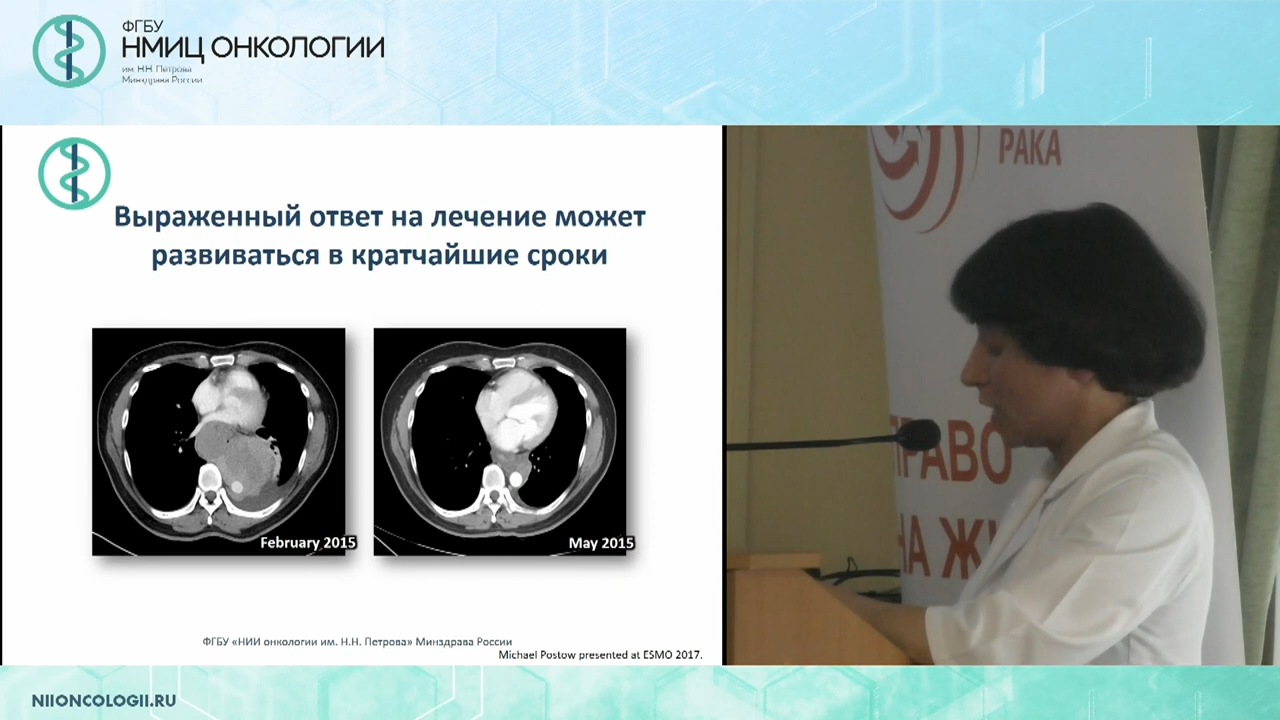 ФГБУ
НМИЦ ОНКОЛОГИИ
им. Н.Н. Петрова
Минздрава России
РАКА
Выраженный ответ на лечение может
развиваться в кратчайшие сроки
ПРАВО
НА ЖИ
February 2015
May 2015
ФГБУ «НИИ онкологии им. Н.Н. Петрова» Минздрава России
Michael Postow presented at ESMO 2017.
NIIONCOLOGII.RU